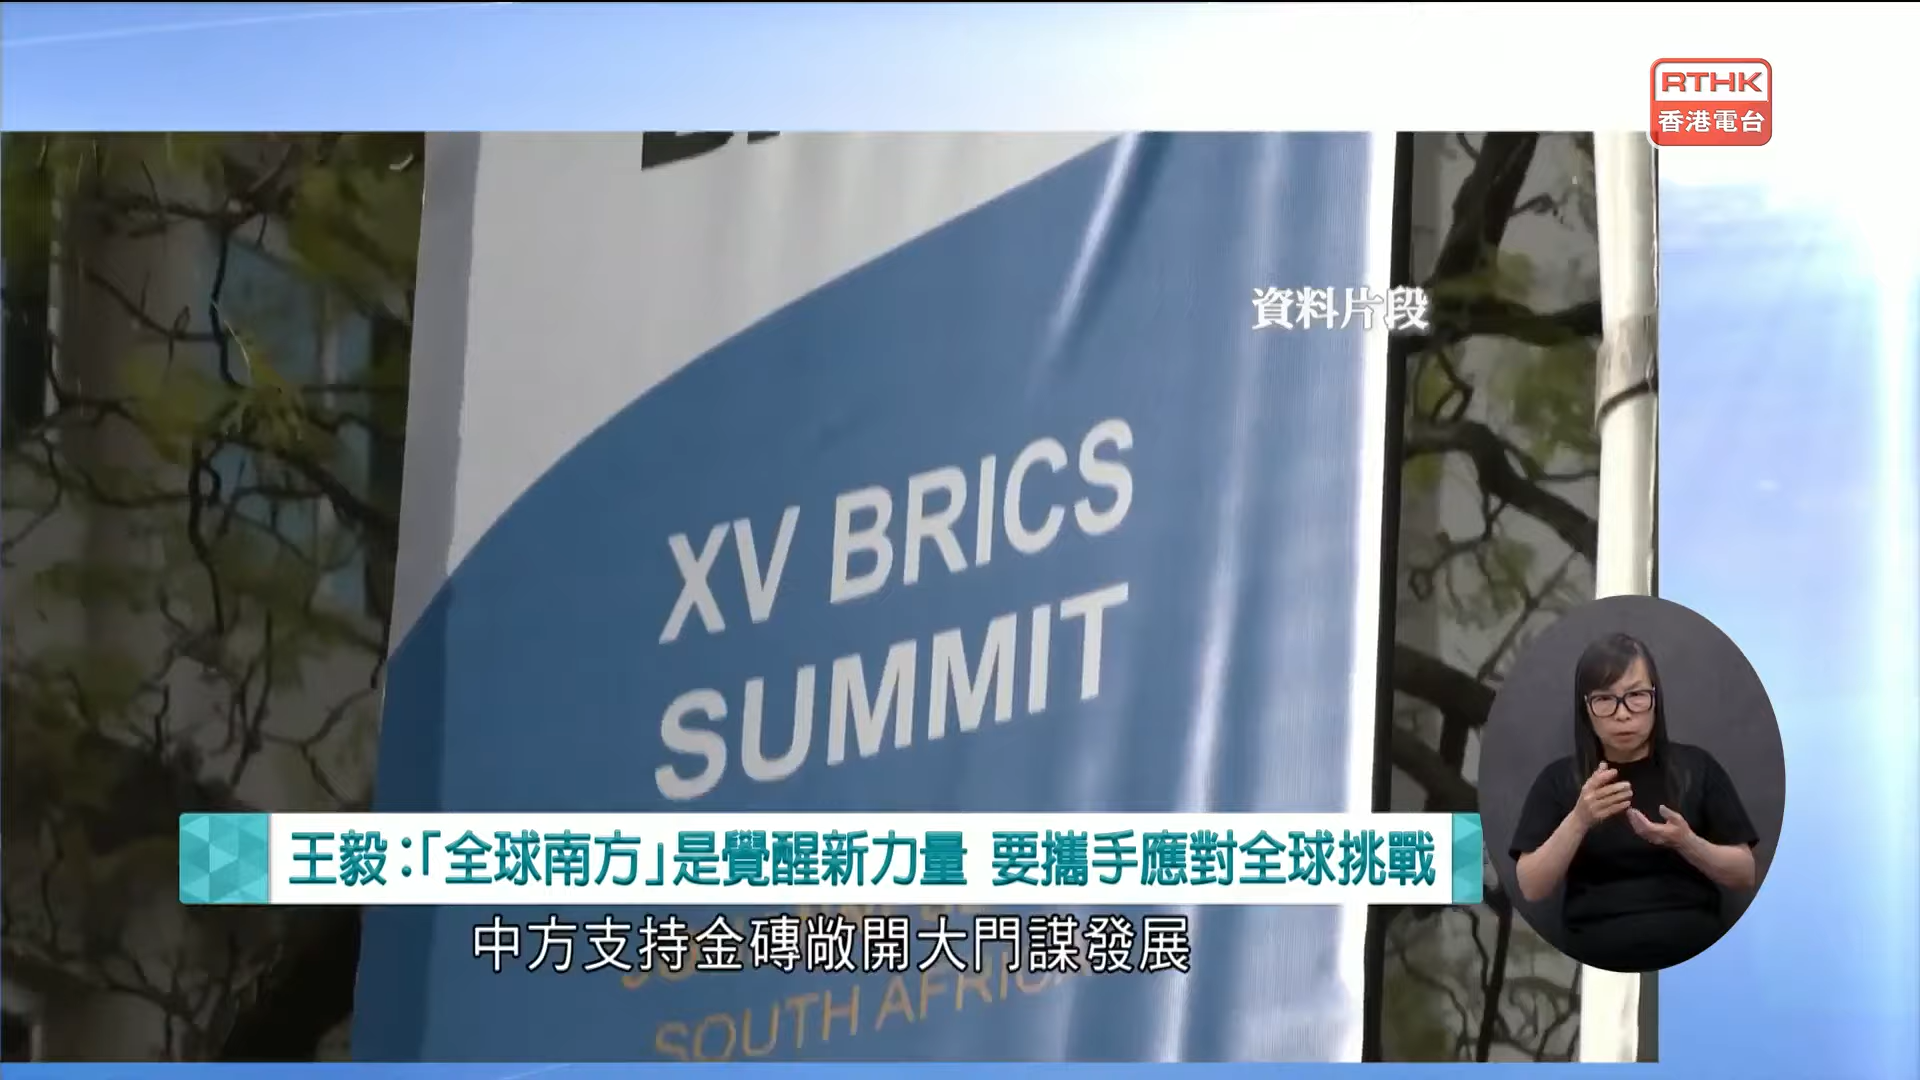 RTHK
香港電台
資料片段
XV BRICS
SUMMIT
王毅：「全球南方」是覺醒新力量 要攜手應對全球挑戰
中方支持金磚敞開大門謀發展
SOUTH AFRICA